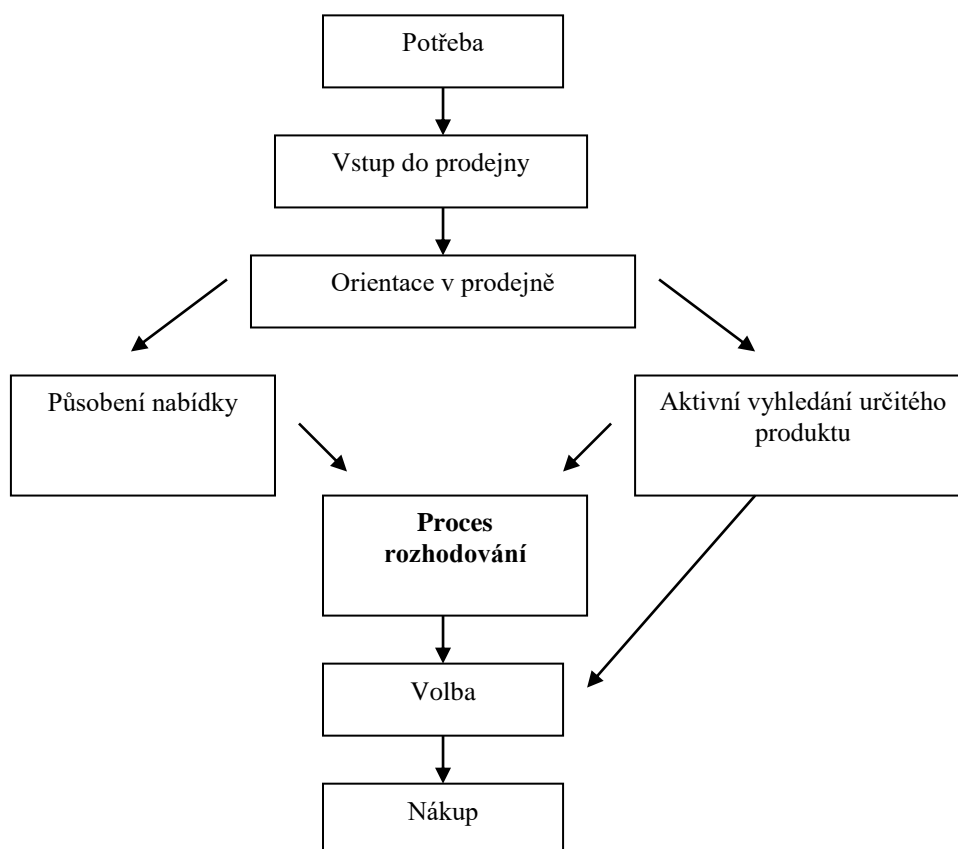 Potřeba
Vstup do prodejny
Orientace v prodejně
Působení nabídky
Aktivní vyhledání určitého
produktu
Proces
rozhodování
Volba
Nákup